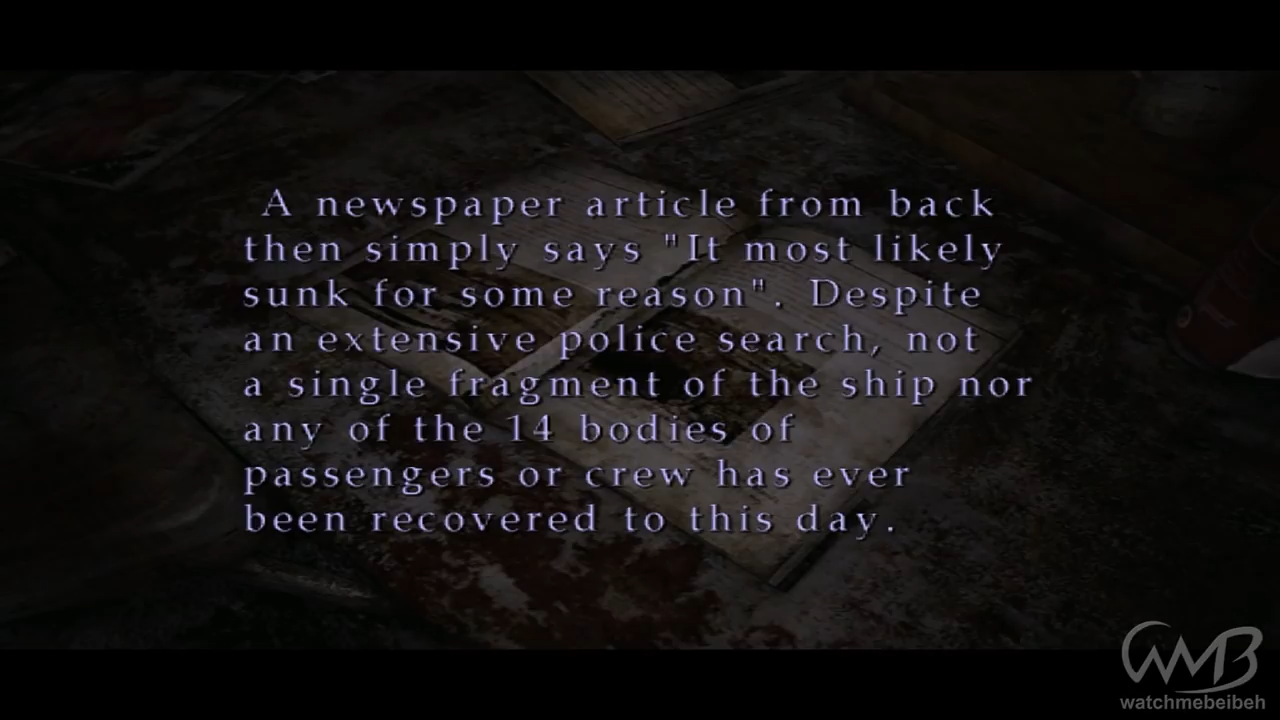 A newspaper article from back
then simply says "It most likely
sunk for some reason". Despite
an extensive police search, not
a single fragment of the ship nor
any of the 14 bodies of
passengers or crew has ever
been recovered to this day.
WMB
watchmebeibeh